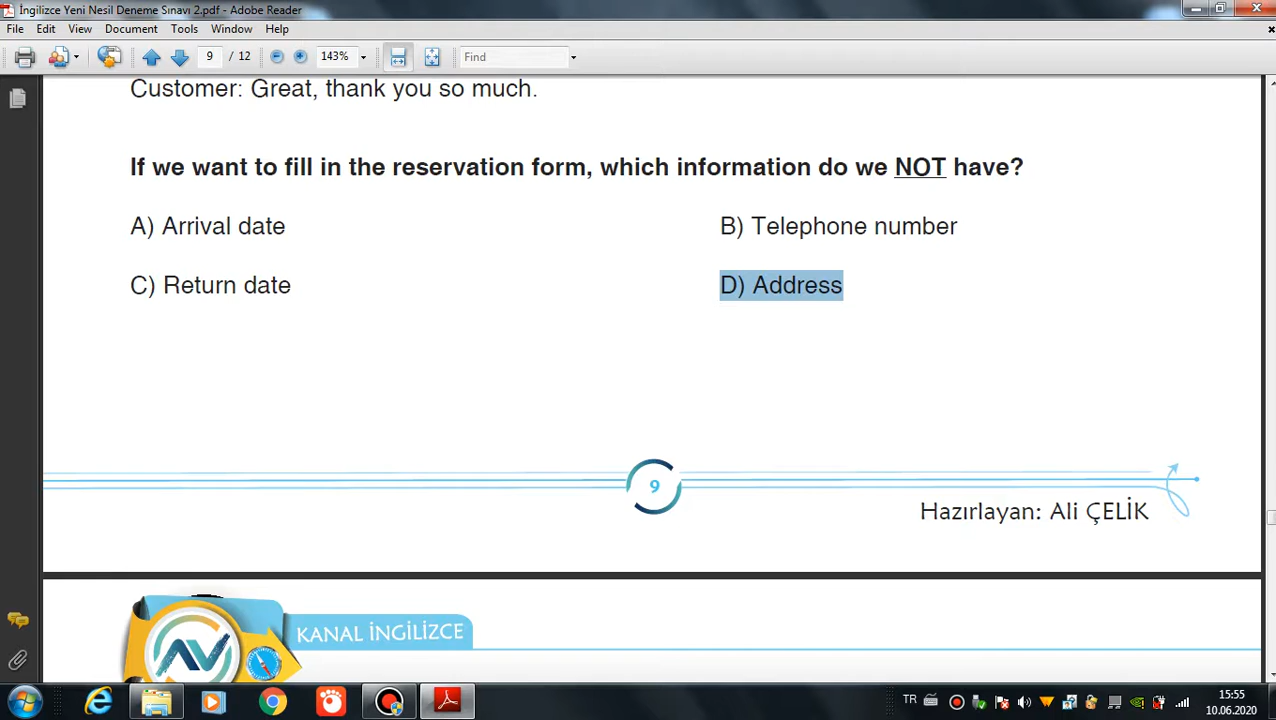 İngilizce Yeni Nesil Deneme Sınavı 2.pdf - Adobe Reader
File Edit View Document Tools Window Help
9 / 12 143% Find
Customer: Great, thank you so much.
If we want to fill in the reservation form, which information do we NOT have?
A) Arrival date B) Telephone number
C) Return date D) Address
9
Hazırlayan: Ali ÇELİK
KANAL İNGİLİZCE
AV
TR 15:55
10.06.2020